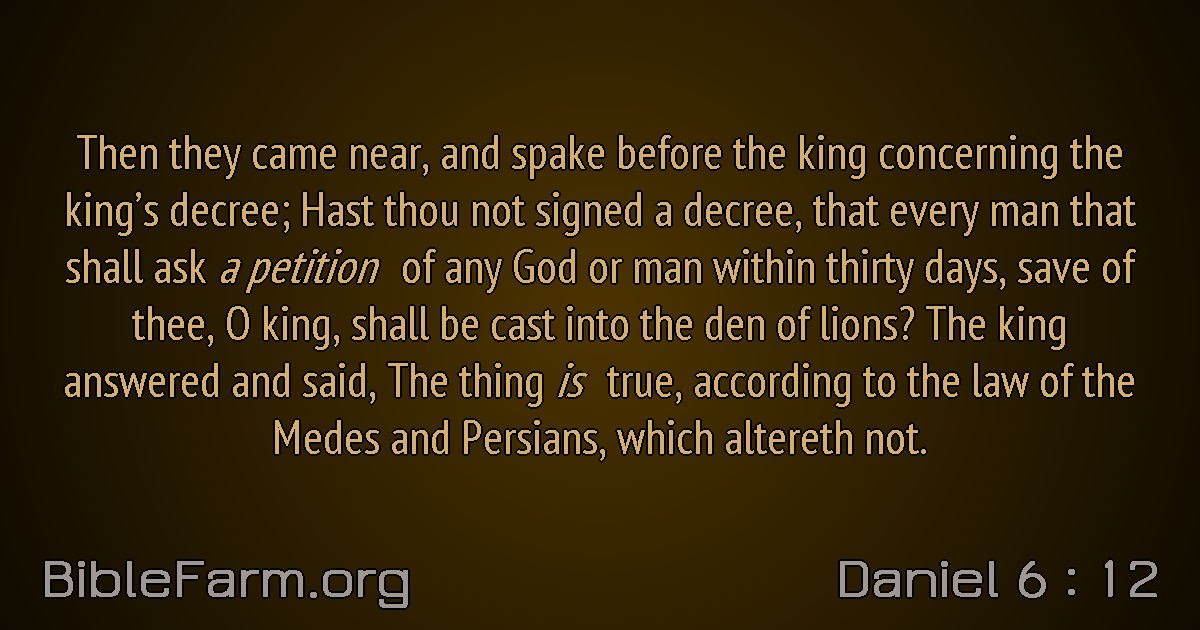 Then they came near, and spake before the king concerning the
king’s decree; Hast thou not signed a decree, that every man that
shall ask a petition of any God or man within thirty days, save of
thee, O king, shall be cast into the den of lions? The king
answered and said, The thing is true, according to the law of the
Medes and Persians, which altereth not.
BibleFarm.org
Daniel 6 : 12